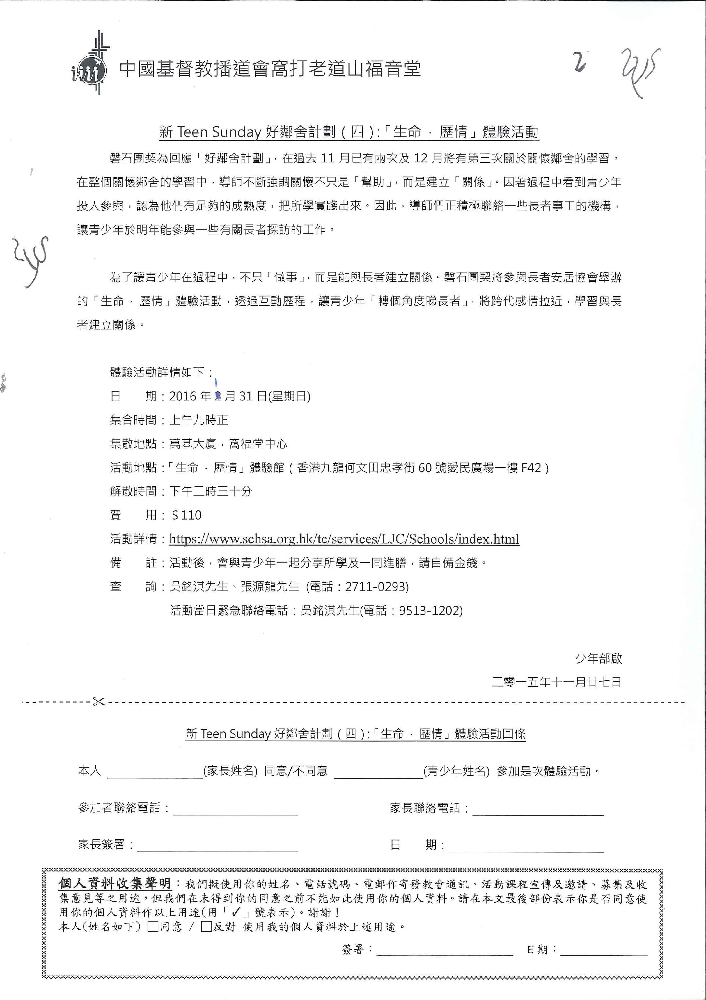 中國基督教播道會窩打老道山福音堂
2
新 Teen Sunday 好鄰舍計劃(四):「生命 ‧ 歷情」體驗活動
磐石團契為回應「好鄰舍計劃」,在過去 11 月已有兩次及 12 月將有第三次關於關懷鄰舍的學習。
在整個關懷鄰舍的學習中,導師不斷強調關懷不只是「幫助」,而是建立「關係」。因著過程中看到青少年
投入參與,認為他們有足夠的成熟度,把所學實踐出來。因此,導師們正積極聯絡一些長者事工的機構,
讓青少年於明年能參與一些有關長者探訪的工作。
為了讓青少年在過程中,不只「做事」,而是能與長者建立關係。磐石團契將參與長者安居協會舉辦
的「生命 ‧ 歷情」體驗活動,透過互動歷程,讓青少年「轉個角度睇長者」,將跨代感情拉近,學習與長
者建立關係。
體驗活動詳情如下:
日　　期:2016 年 1 月 31 日(星期日)
集合時間:上午九時正
集散地點:萬基大廈,窩福堂中心
活動地點:「生命 ‧ 歷情」體驗館(香港九龍何文田忠孝街 60 號愛民廣場一樓 F42)
解散時間:下午二時三十分
費　　用:$110
活動詳情:https://www.schsa.org.hk/tc/services/LJC/Schools/index.html
備　　註:活動後,會與青少年一起分享所學及一同進膳,請自備金錢。
查　　詢:吳銘淇先生、張源龍先生 (電話:2711-0293)
活動當日緊急聯絡電話:吳銘淇先生(電話:9513-1202)
少年部啟
二零一五年十一月廿七日
新 Teen Sunday 好鄰舍計劃(四):「生命 ‧ 歷情」體驗活動回條
本人 ________________(家長姓名) 同意/不同意 _______________(青少年姓名) 參加是次體驗活動。
參加者聯絡電話:_____________________ 家長聯絡電話:______________________
家長簽署:___________________________ 日　　期:__________________________
個人資料收集聲明:我們擬使用你的姓名、電話號碼、電郵作寄發教會通訊、活動課程宣傳及邀請、募集及收
集意見等之用途,但我們在未得到你的同意之前不能如此使用你的個人資料。請在本文最後部份表示你是否同意使
用你的個人資料作以上用途(用「✓」號表示)。謝謝!
本人(姓名如下) □同意 / □反對 使用我的個人資料於上述用途。
簽署:_______________________ 日期:_______________